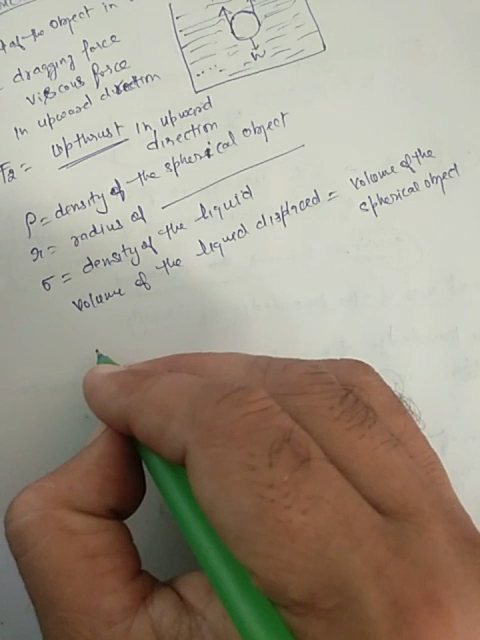 of the object in
W
dragging force
viscous force
In upward direction
F2 = upthrust In upward
direction
ρ = density of the spherical object
r = radius of
σ = density of the liquid
volume of the liquid displaced = volume of the
spherical object